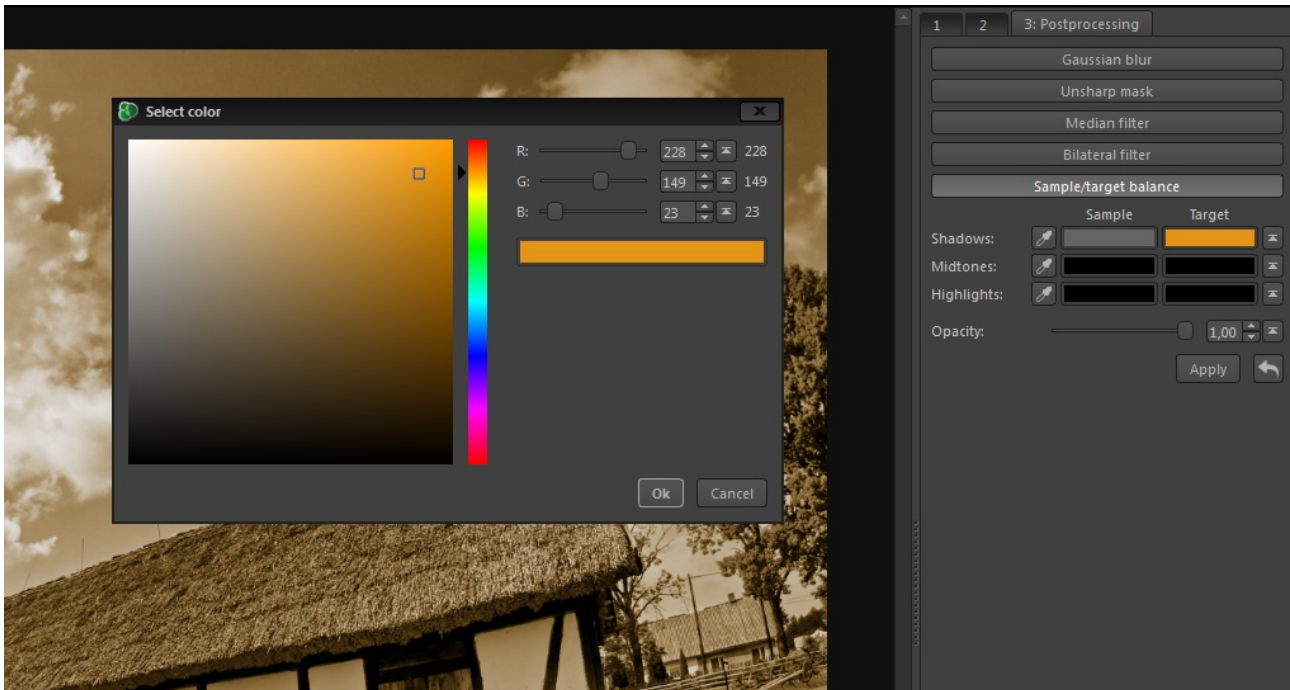 Select color
R: 228 228
G: 149 149
B: 23 23
Ok Cancel
1 2 3: Postprocessing
Gaussian blur
Unsharp mask
Median filter
Bilateral filter
Sample/target balance
Sample Target
Shadows:
Midtones:
Highlights:
Opacity: 1,00
Apply